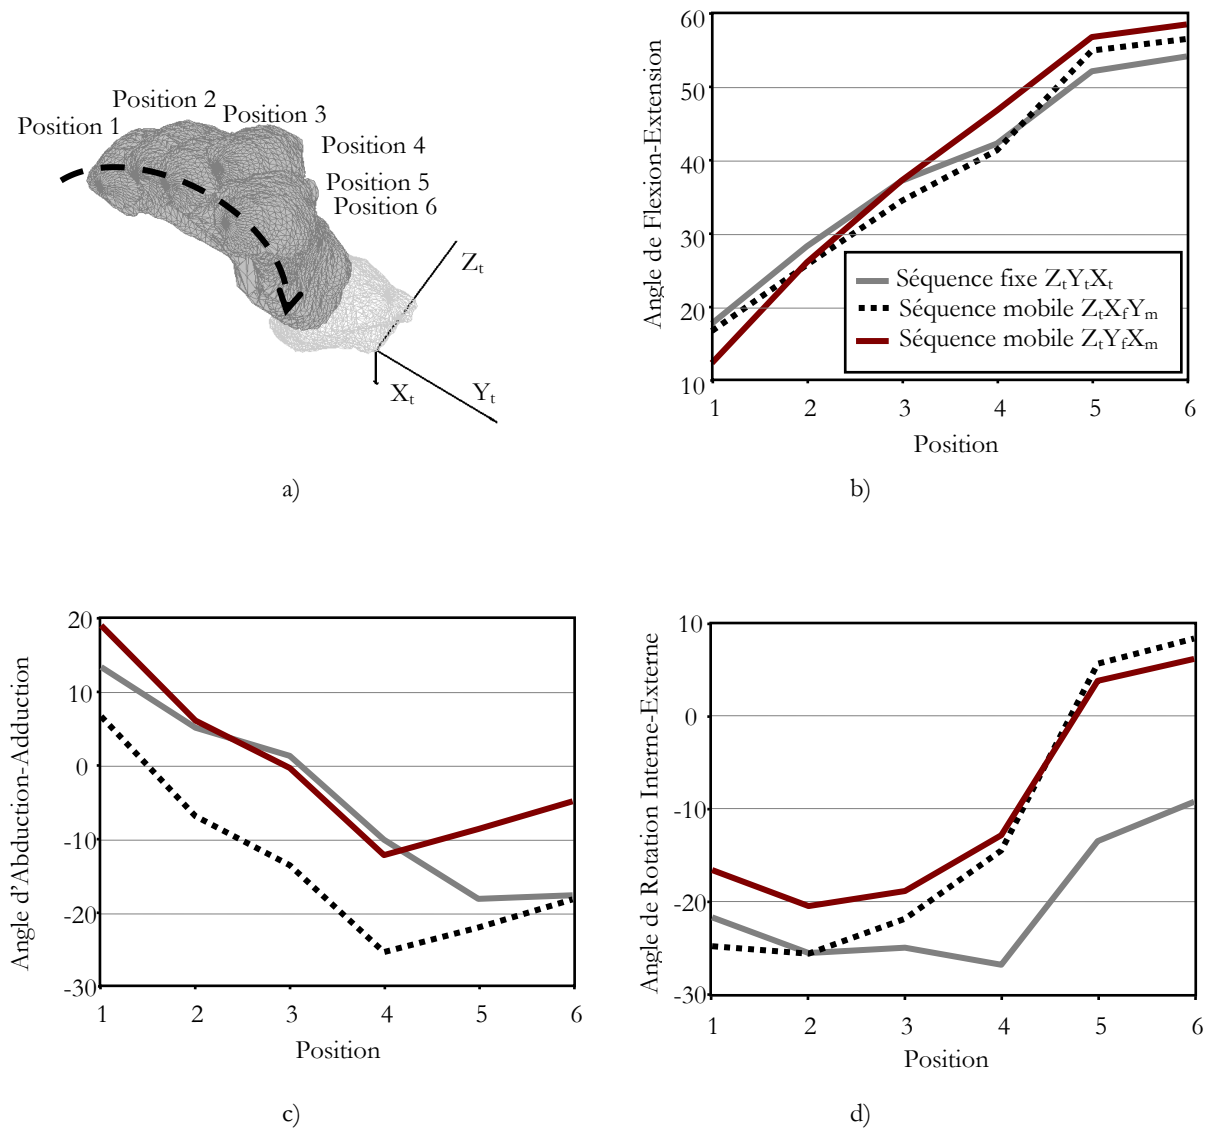 Position 1
Position 2
Position 3
Position 4
Position 5
Position 6
Zt
Xt
Yt
a)
Angle de Flexion-Extension
60
50
40
30
20
10
Séquence fixe ZtYtXt
Séquence mobile ZtXfYm
Séquence mobile ZtYfXm
1 2 3 4 5 6
Position
b)
Angle d’Abduction-Adduction
20
10
0
-10
-20
-30
1 2 3 4 5 6
Position
c)
Angle de Rotation Interne-Externe
10
0
-10
-20
-30
1 2 3 4 5 6
Position
d)